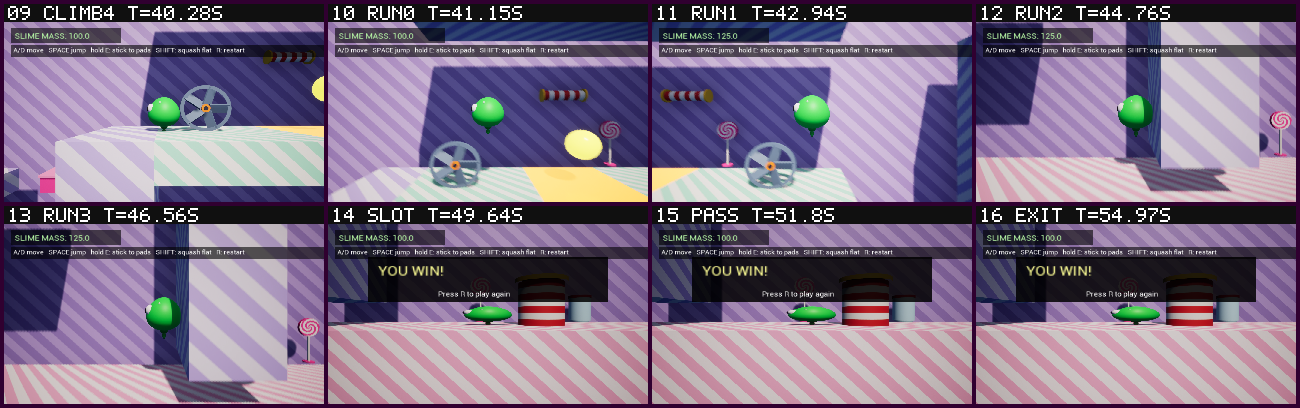 09 CLIMB4 T=40.28S
SLIME MASS: 100.0
A/D move SPACE jump hold E: stick to pads SHIFT: squash flat R: restart
10 RUN0 T=41.15S
SLIME MASS: 100.0
A/D move SPACE jump hold E: stick to pads SHIFT: squash flat R: restart
11 RUN1 T=42.94S
SLIME MASS: 125.0
A/D move SPACE jump hold E: stick to pads SHIFT: squash flat R: restart
12 RUN2 T=44.76S
SLIME MASS: 125.0
A/D move SPACE jump hold E: stick to pads SHIFT: squash flat R: restart
13 RUN3 T=46.56S
SLIME MASS: 125.0
A/D move SPACE jump hold E: stick to pads SHIFT: squash flat R: restart
14 SLOT T=49.64S
SLIME MASS: 100.0
A/D move SPACE jump hold E: stick to pads SHIFT: squash flat R: restart
YOU WIN!
Press R to play again
15 PASS T=51.8S
SLIME MASS: 100.0
A/D move SPACE jump hold E: stick to pads SHIFT: squash flat R: restart
YOU WIN!
Press R to play again
16 EXIT T=54.97S
SLIME MASS: 100.0
A/D move SPACE jump hold E: stick to pads SHIFT: squash flat R: restart
YOU WIN!
Press R to play again